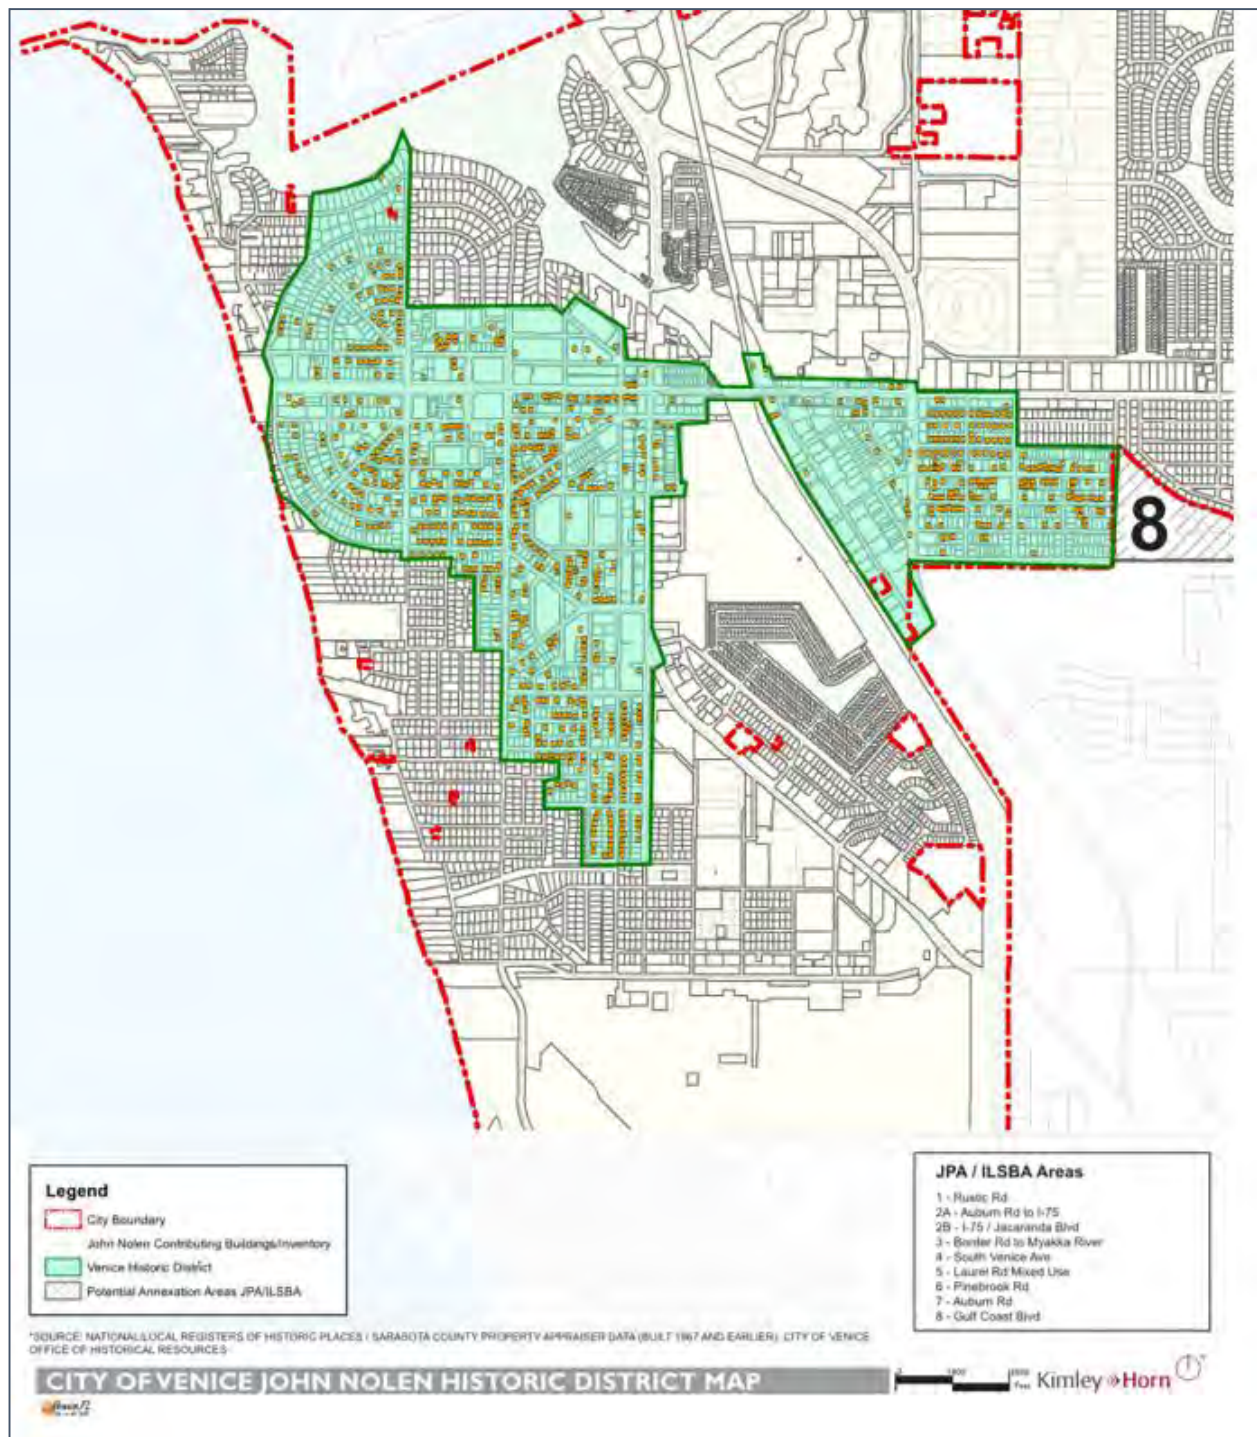 8
Legend
City Boundary
John Nolen Contributing Buildings/Inventory
Venice Historic District
Potential Annexation Areas JPA/ILSBA
JPA / ILSBA Areas
1 - Rustic Rd
2A - Auburn Rd to I-75
2B - I-75 / Jacaranda Blvd
3 - Border Rd to Myakka River
4 - South Venice Ave
5 - Laurel Rd Mixed Use
6 - Pinebrook Rd
7 - Auburn Rd
8 - Gulf Coast Blvd
*SOURCE: NATIONAL/LOCAL REGISTERS OF HISTORIC PLACES / SARASOTA COUNTY PROPERTY APPRAISER DATA (BUILT 1967 AND EARLIER) CITY OF VENICE
OFFICE OF HISTORICAL RESOURCES
CITY OF VENICE JOHN NOLEN HISTORIC DISTRICT MAP
0
Feet
Kimley»Horn